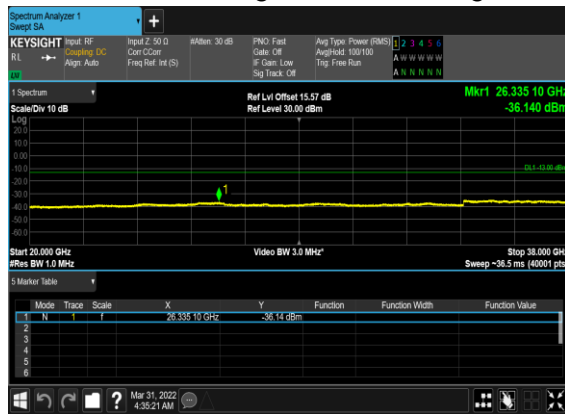 Spectrum Analyzer 1
Swept SA
+
KEYSIGHT Input: RF Input Z: 50 Ω #Atten: 30 dB PNO: Fast Avg Type: Power (RMS) 1 2 3 4 5 6
RL Coupling: DC Corr CCorr Gate: Off Avg|Hold: 100/100 A W W W W W
Align: Auto Freq Ref: Int (S) IF Gain: Low Trig: Free Run
Sig Track: Off A N N N N N
1 Spectrum Ref Lvl Offset 15.57 dB Mkr1 26.335 10 GHz
Scale/Div 10 dB Ref Level 30.00 dBm -36.140 dBm
Log
20.0
10.0
0.00
-10.0 DL1 -13.00 dBm
-20.0
-30.0 1
-40.0
-50.0
-60.0
Start 20.000 GHz Video BW 3.0 MHz* Stop 38.000 GHz
#Res BW 1.0 MHz Sweep ~36.5 ms (40001 pts
5 Marker Table
Mode Trace Scale X Y Function Function Width Function Value
1 N 1 f 26.335 10 GHz -36.14 dBm
2
3
4
5
6
? Mar 31, 2022
4:35:21 AM